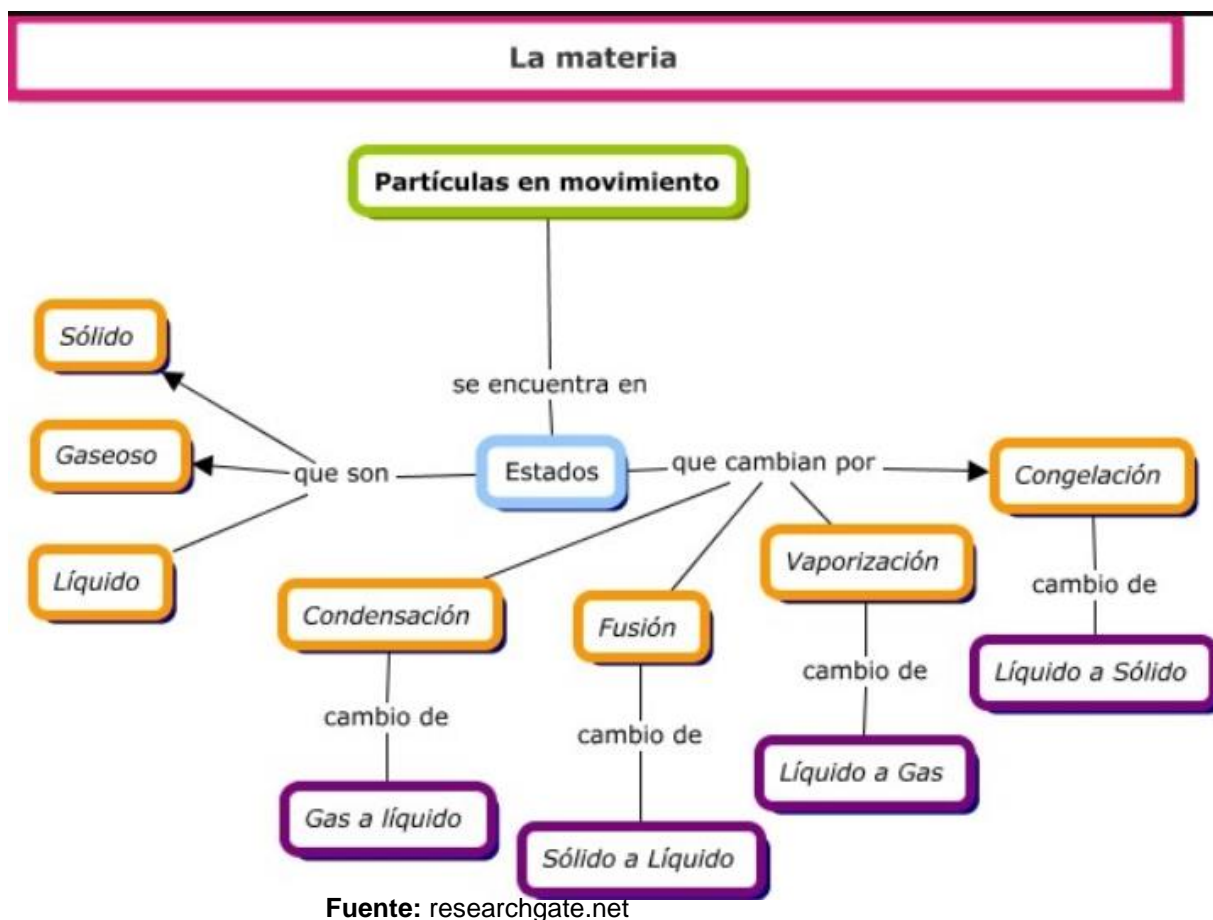 La materia
Partículas en movimiento
se encuentra en
Estados
que son
Sólido
Gaseoso
Líquido
que cambian por
Condensación
cambio de
Gas a líquido
Fusión
cambio de
Sólido a Líquido
Vaporización
cambio de
Líquido a Gas
Congelación
cambio de
Líquido a Sólido
Fuente: researchgate.net